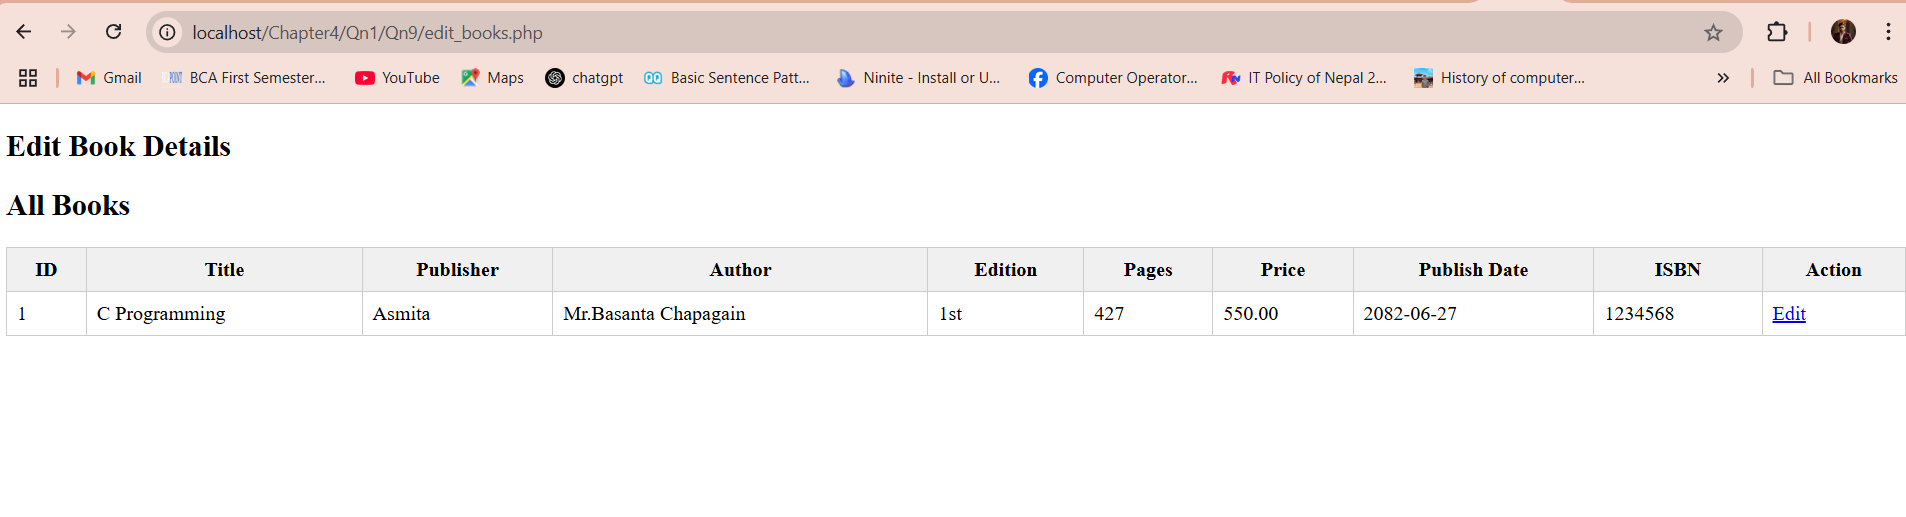 localhost/Chapter4/Qn1/Qn9/edit_books.php
Gmail BCA First Semester... YouTube Maps chatgpt Basic Sentence Patt... Ninite - Install or U... Computer Operator... IT Policy of Nepal 2... History of computer... » All Bookmarks
Edit Book Details
All Books
ID Title Publisher Author Edition Pages Price Publish Date ISBN Action
1 C Programming Asmita Mr.Basanta Chapagain 1st 427 550.00 2082-06-27 1234568 Edit